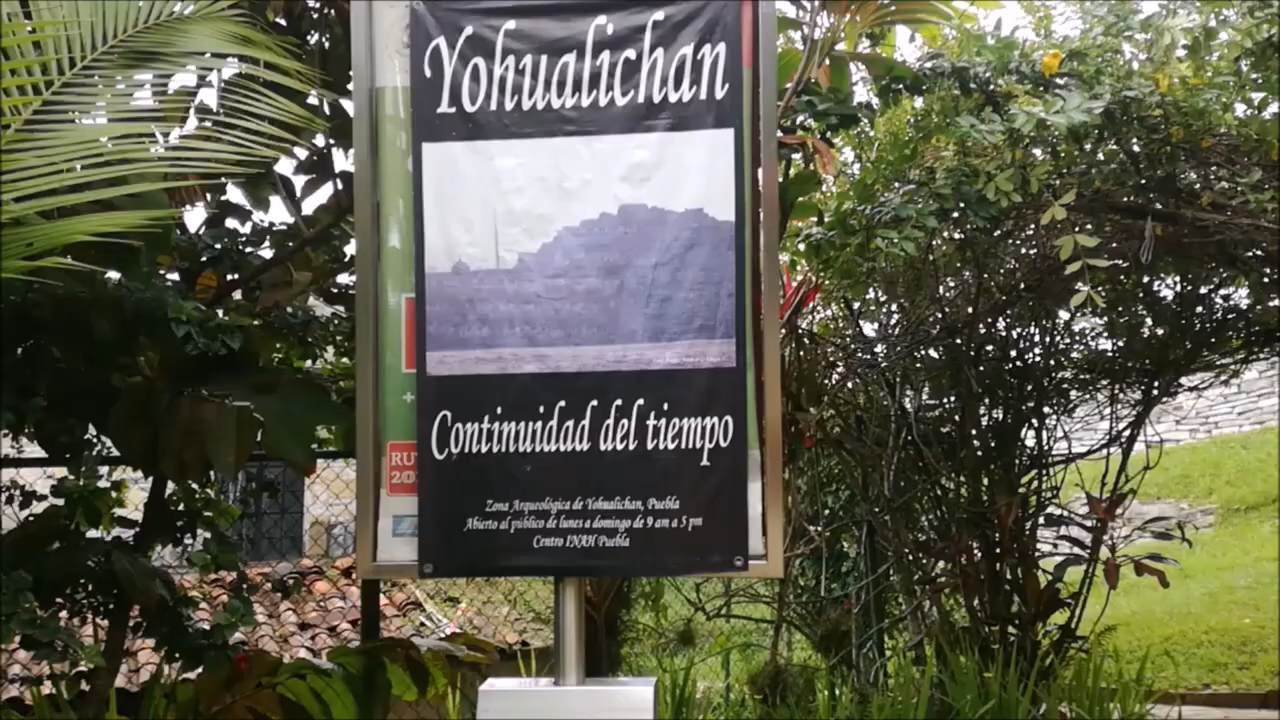 Yohualichan
Continuidad del tiempo
Zona Arqueológica de Yohualichan, Puebla
Abierto al público de lunes a domingo de 9 am a 5 pm
Centro INAH Puebla